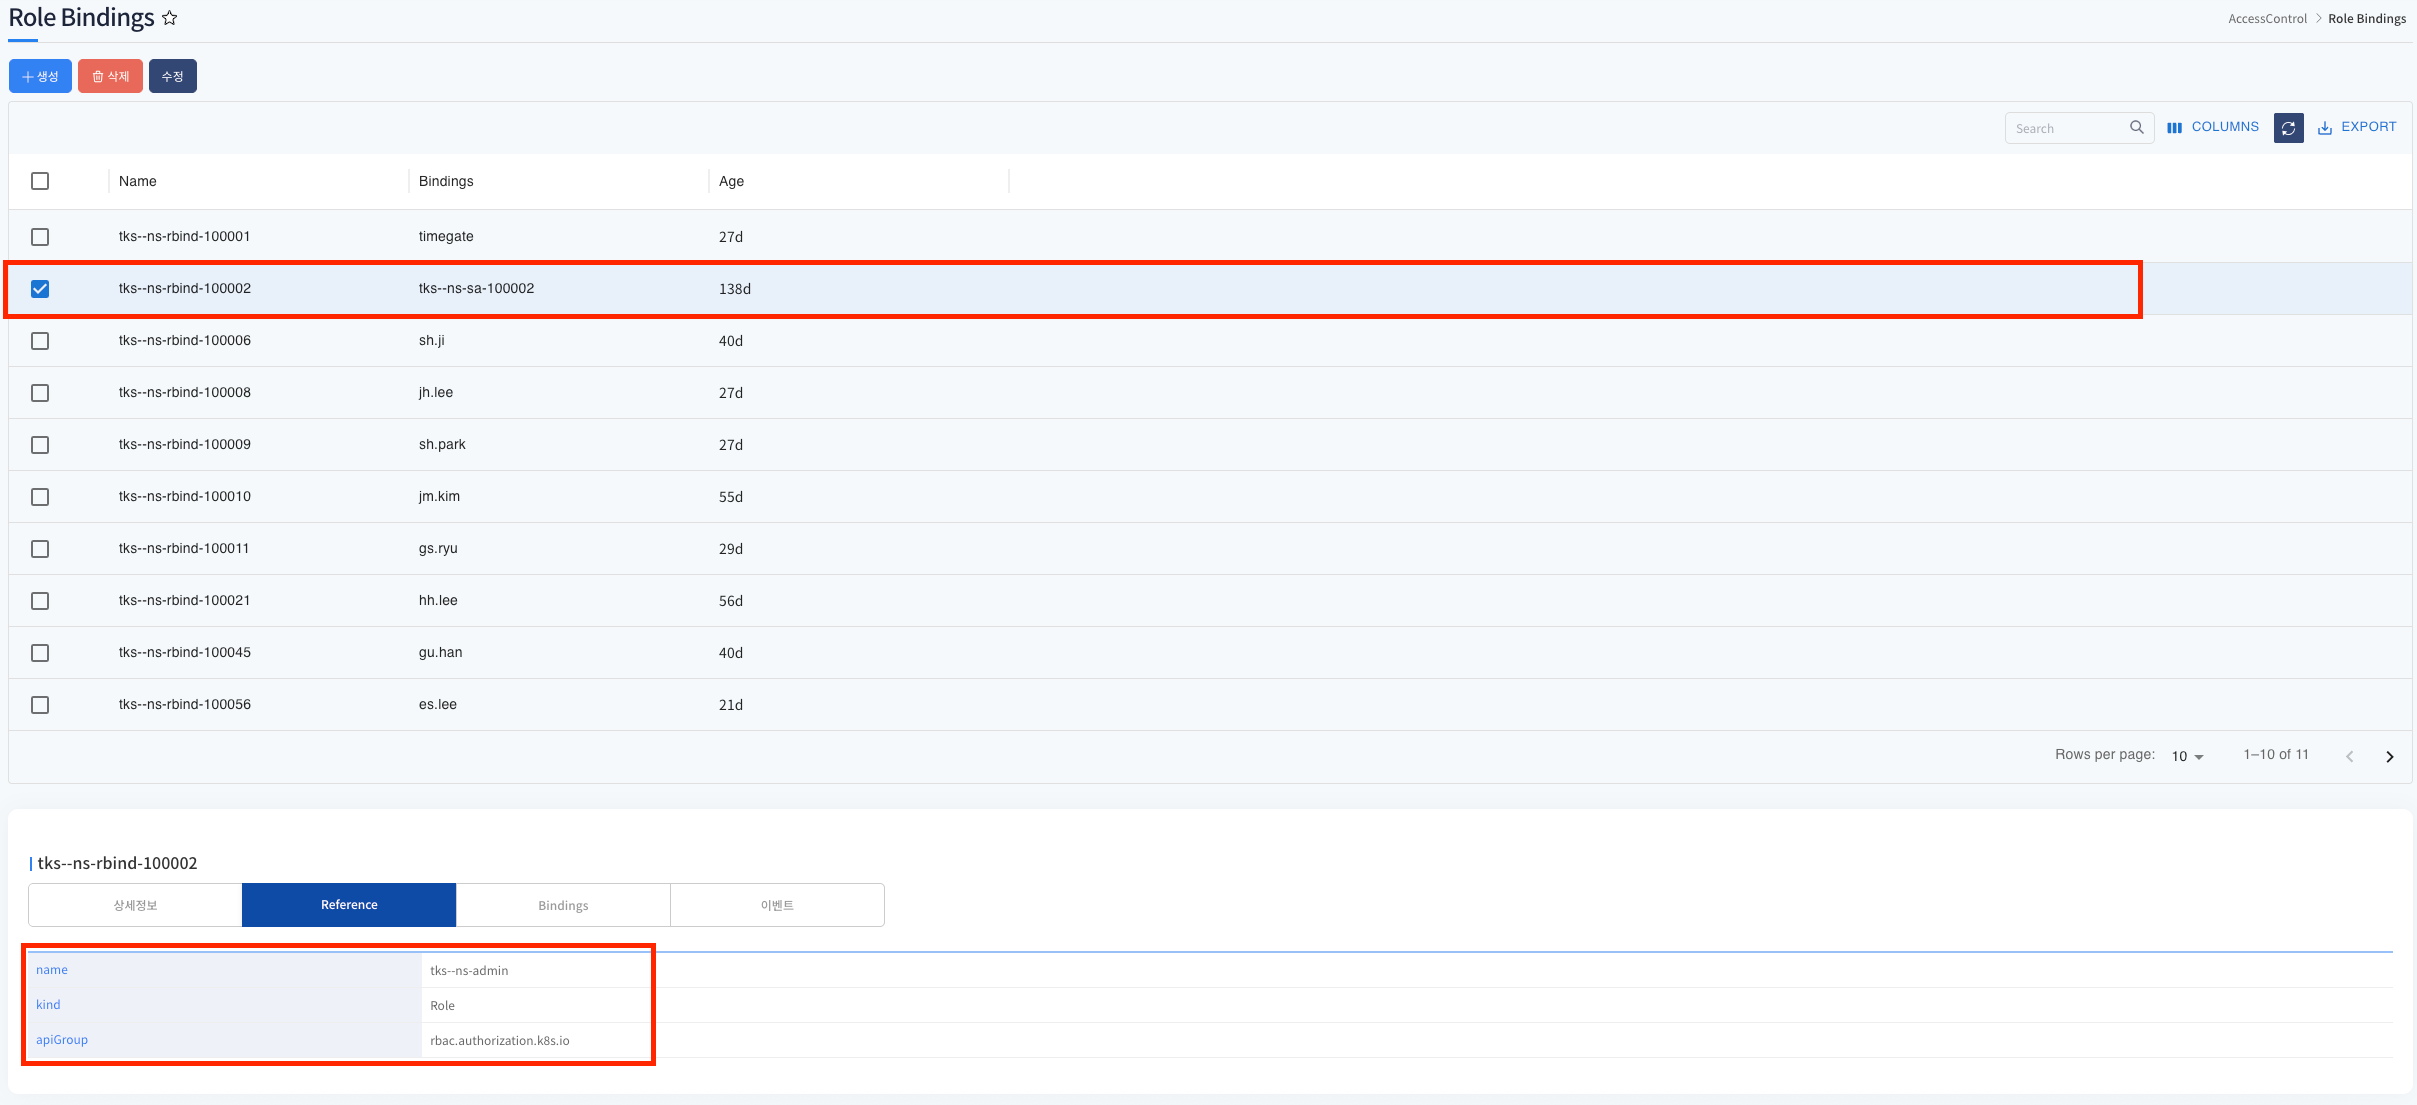 Role Bindings
AccessControl > Role Bindings
생성 삭제 수정
Search COLUMNS EXPORT
Name Bindings Age
tks--ns-rbind-100001 timegate 27d
tks--ns-rbind-100002 tks--ns-sa-100002 138d
tks--ns-rbind-100006 sh.ji 40d
tks--ns-rbind-100008 jh.lee 27d
tks--ns-rbind-100009 sh.park 27d
tks--ns-rbind-100010 jm.kim 55d
tks--ns-rbind-100011 gs.ryu 29d
tks--ns-rbind-100021 hh.lee 56d
tks--ns-rbind-100045 gu.han 40d
tks--ns-rbind-100056 es.lee 21d
Rows per page: 10 1–10 of 11
tks--ns-rbind-100002
상세정보 Reference Bindings 이벤트
name tks--ns-admin
kind Role
apiGroup rbac.authorization.k8s.io